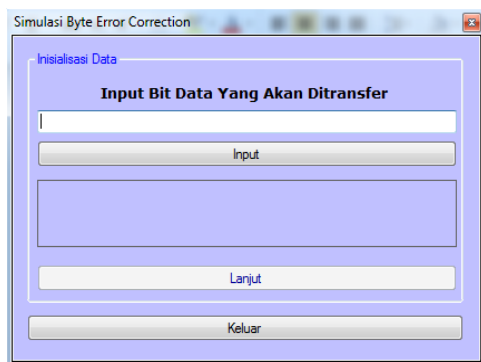 Simulasi Byte Error Correction
Inisialisasi Data
Input Bit Data Yang Akan Ditransfer
Input
Lanjut
Keluar